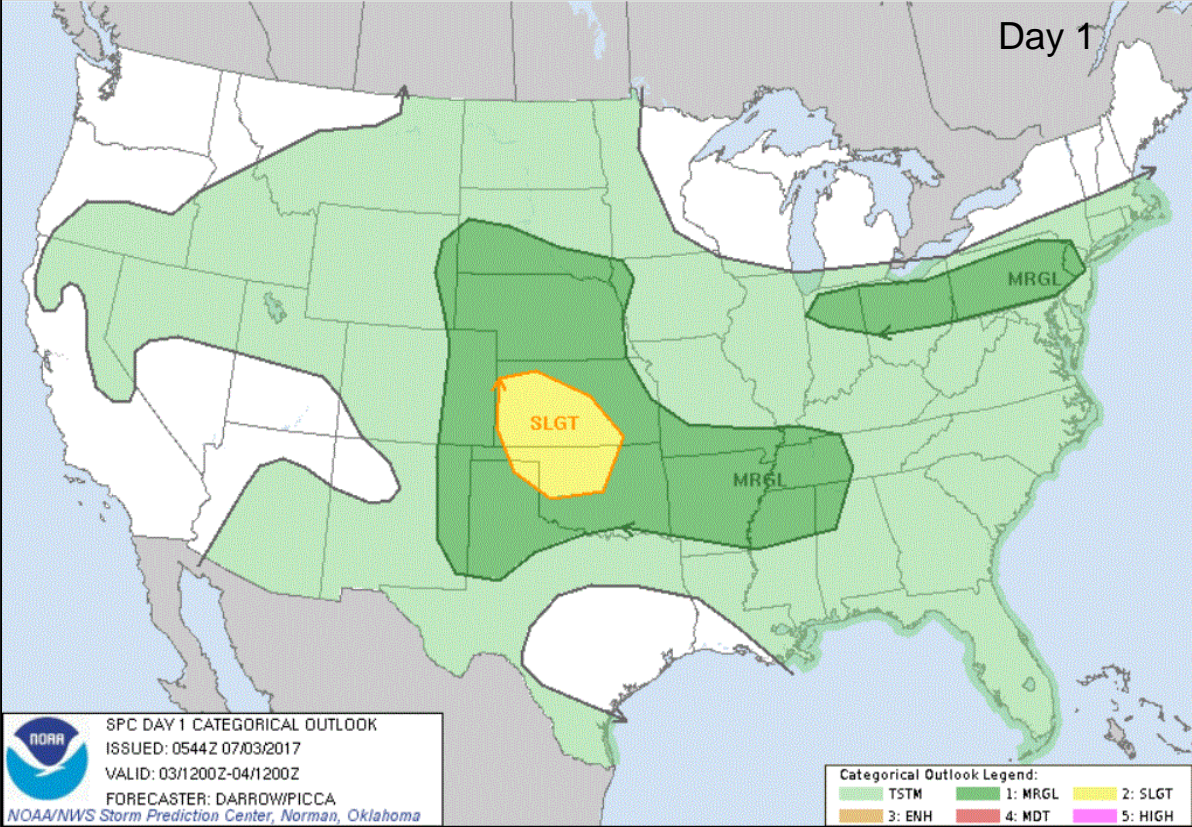 Day 1
MRGL
SLGT
MRGL
NOAA
SPC DAY 1 CATEGORICAL OUTLOOK
ISSUED: 0544Z 07/03/2017
VALID: 03/1200Z-04/1200Z
FORECASTER: DARROW/PICCA
NOAA/NWS Storm Prediction Center, Norman, Oklahoma
Categorical Outlook Legend:
TSTM 1: MRGL 2: SLGT
3: ENH 4: MDT 5: HIGH